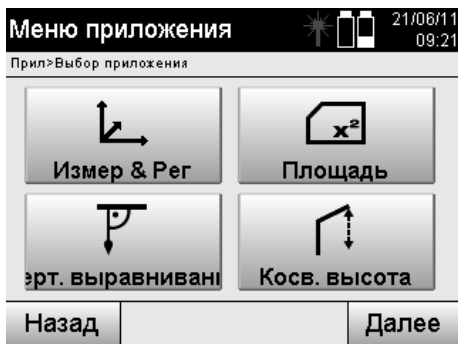 Меню приложения
21/06/11
09:21
Прил>Выбор приложения
Измер & Рег
x²
Площадь
ерт. выравниван
Косв. высота
Назад
Далее